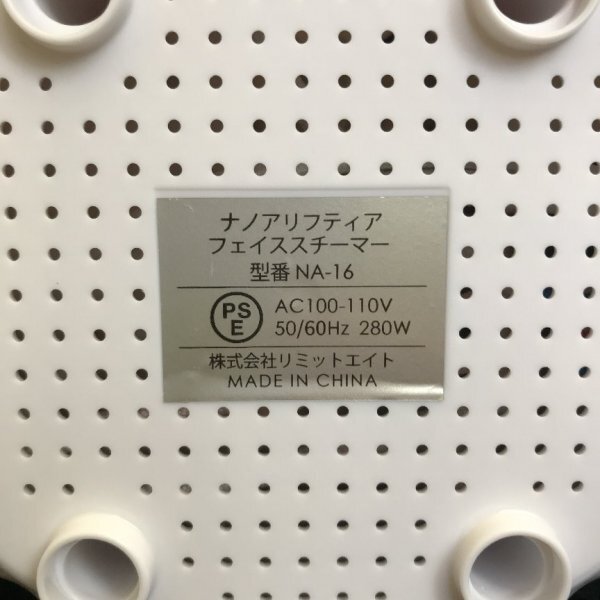 ナノアリフティア
フェイススチーマー
型番 NA-16
PS
E
AC100-110V
50/60Hz 280W
株式会社リミットエイト
MADE IN CHINA